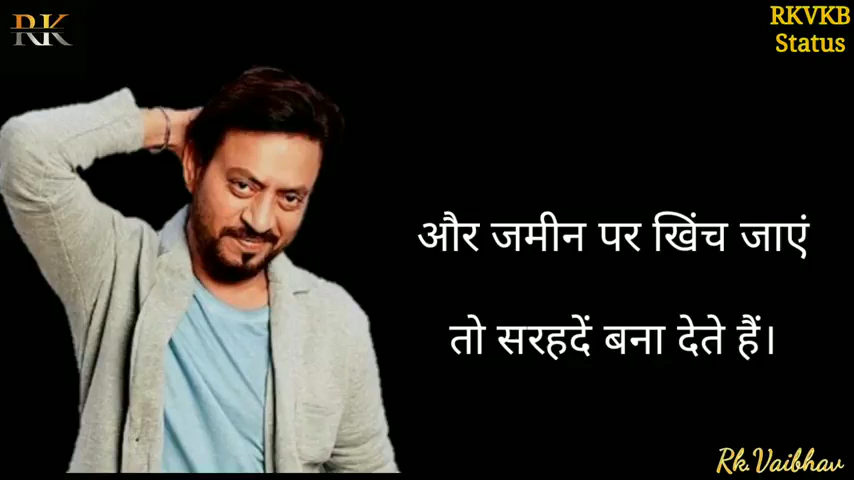 RK
RKVKB
Status
और जमीन पर खिंच जाएं
तो सरहदें बना देते हैं।
Rk.Vaibhav